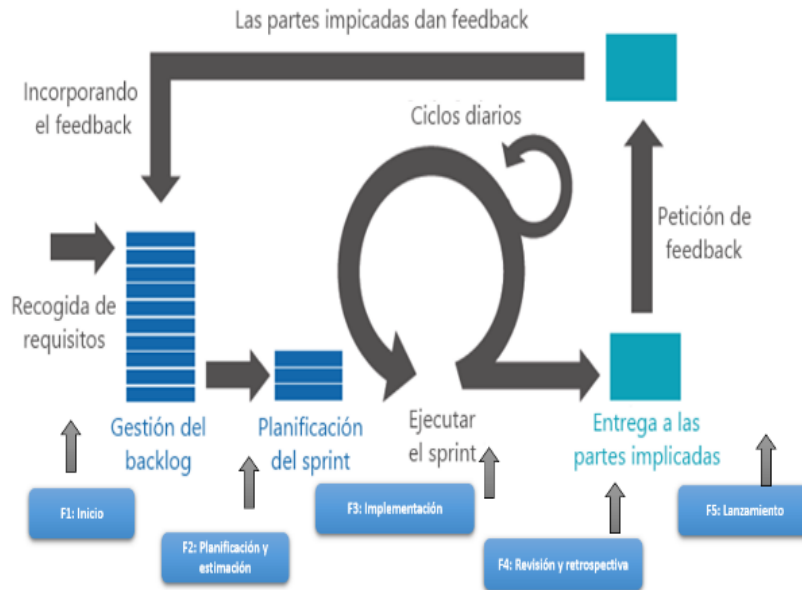 Las partes impicadas dan feedback
Incorporando
el feedback
Ciclos diarios
Petición de
feedback
Recogida de
requisitos
Gestión del
backlog
Planificación
del sprint
Ejecutar
el sprint
Entrega a las
partes implicadas
F1: Inicio
F2: Planificación y
estimación
F3: Implementación
F4: Revisión y retrospectiva
F5: Lanzamiento